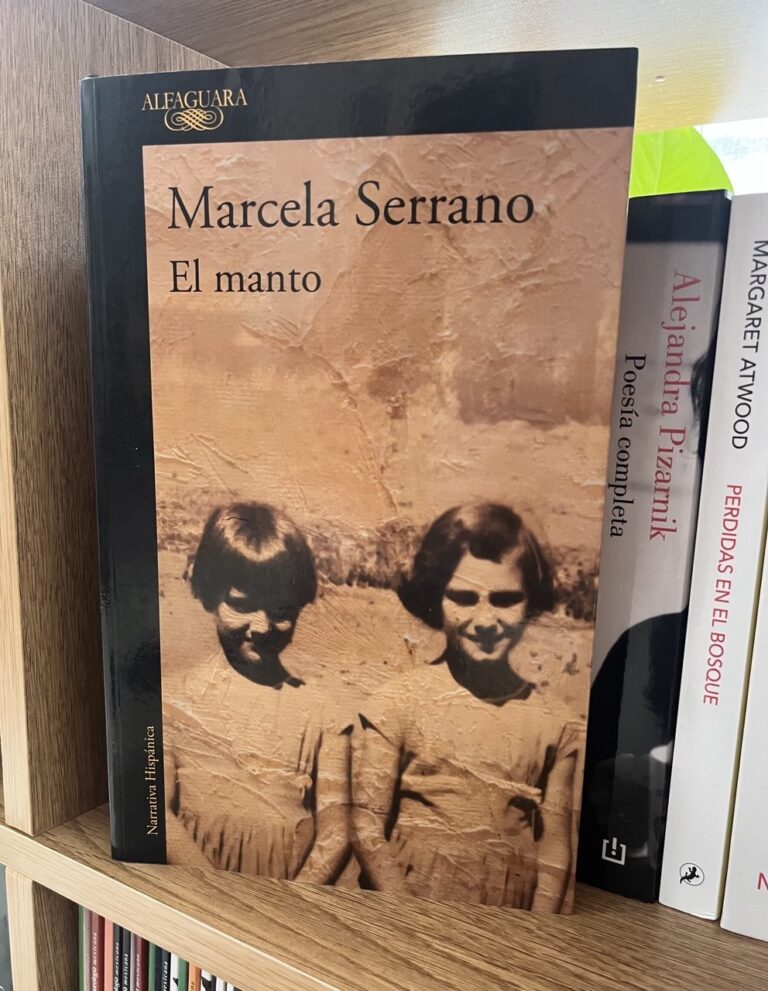 ALFAGUARA
Marcela Serrano
El manto
Narrativa Hispánica
Alejandra Pizarnik
Poesía completa
MARGARET ATWOOD
PERDIDAS EN EL BOSQUE